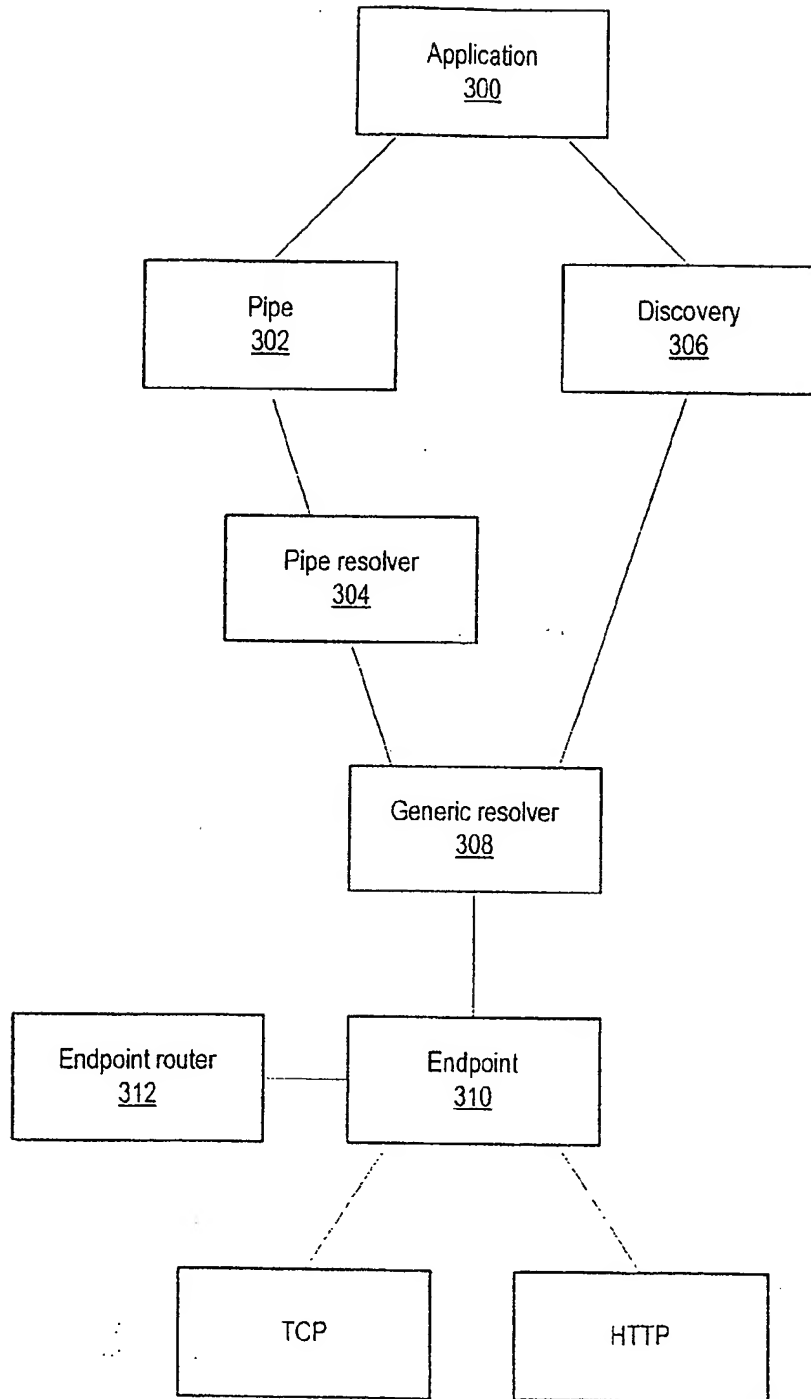 Application
300
Pipe
302
Discovery
306
Pipe resolver
304
Generic resolver
308
Endpoint router
312
Endpoint
310
TCP
HTTP